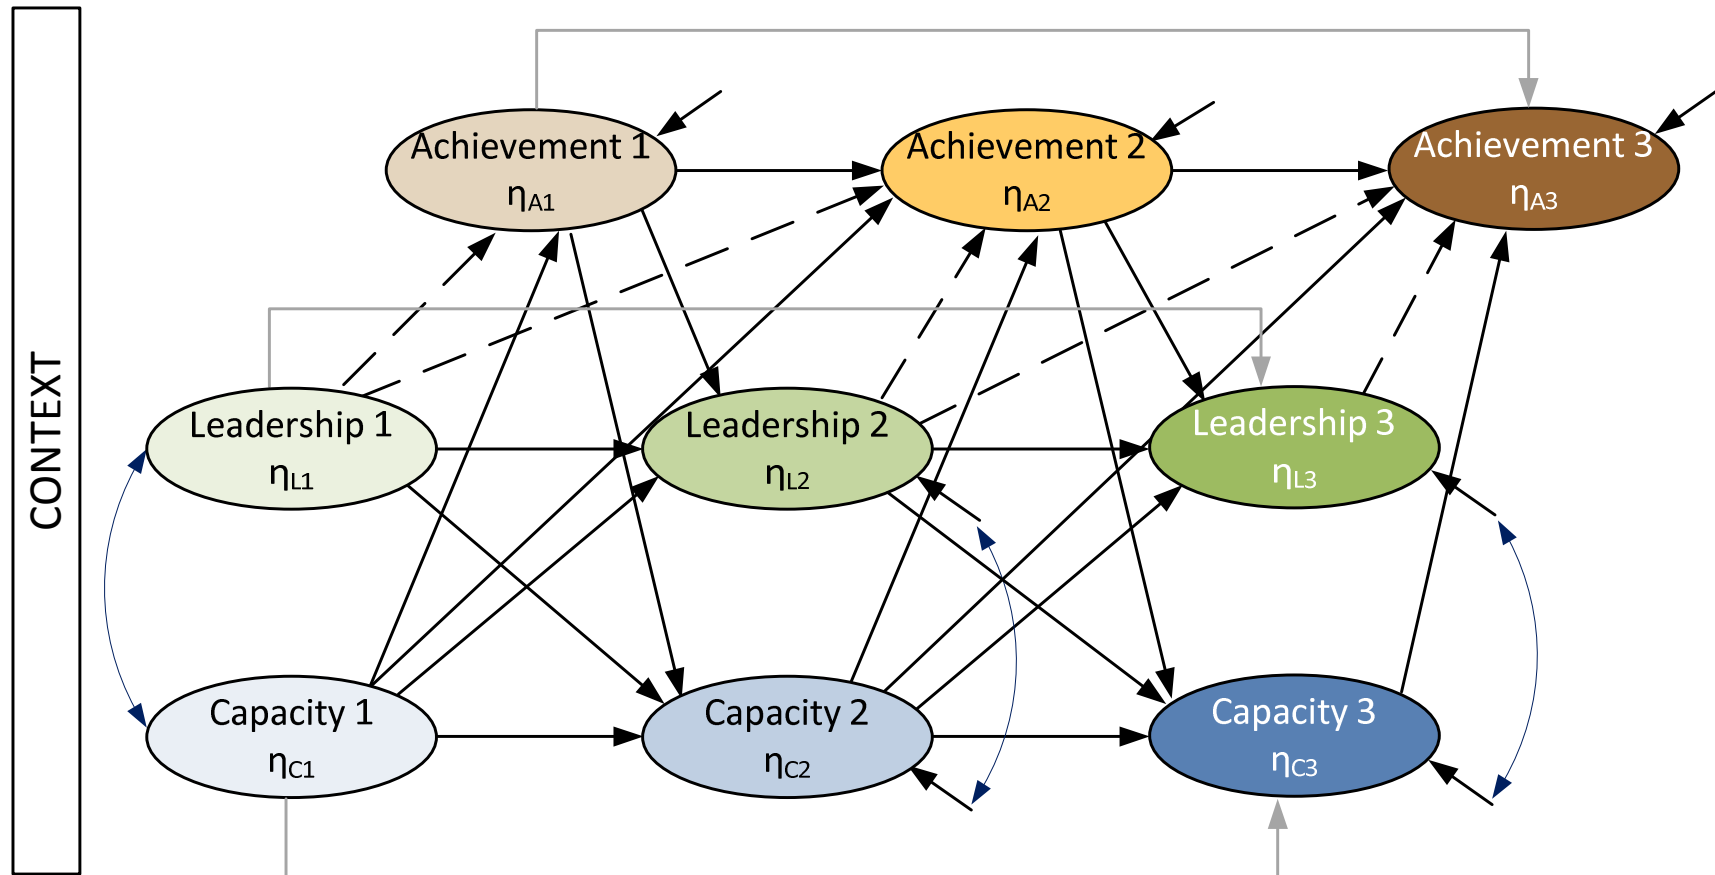 CONTEXT
Achievement 1
ηA1
Achievement 2
ηA2
Achievement 3
ηA3
Leadership 1
ηL1
Leadership 2
ηL2
Leadership 3
ηL3
Capacity 1
ηC1
Capacity 2
ηC2
Capacity 3
ηC3